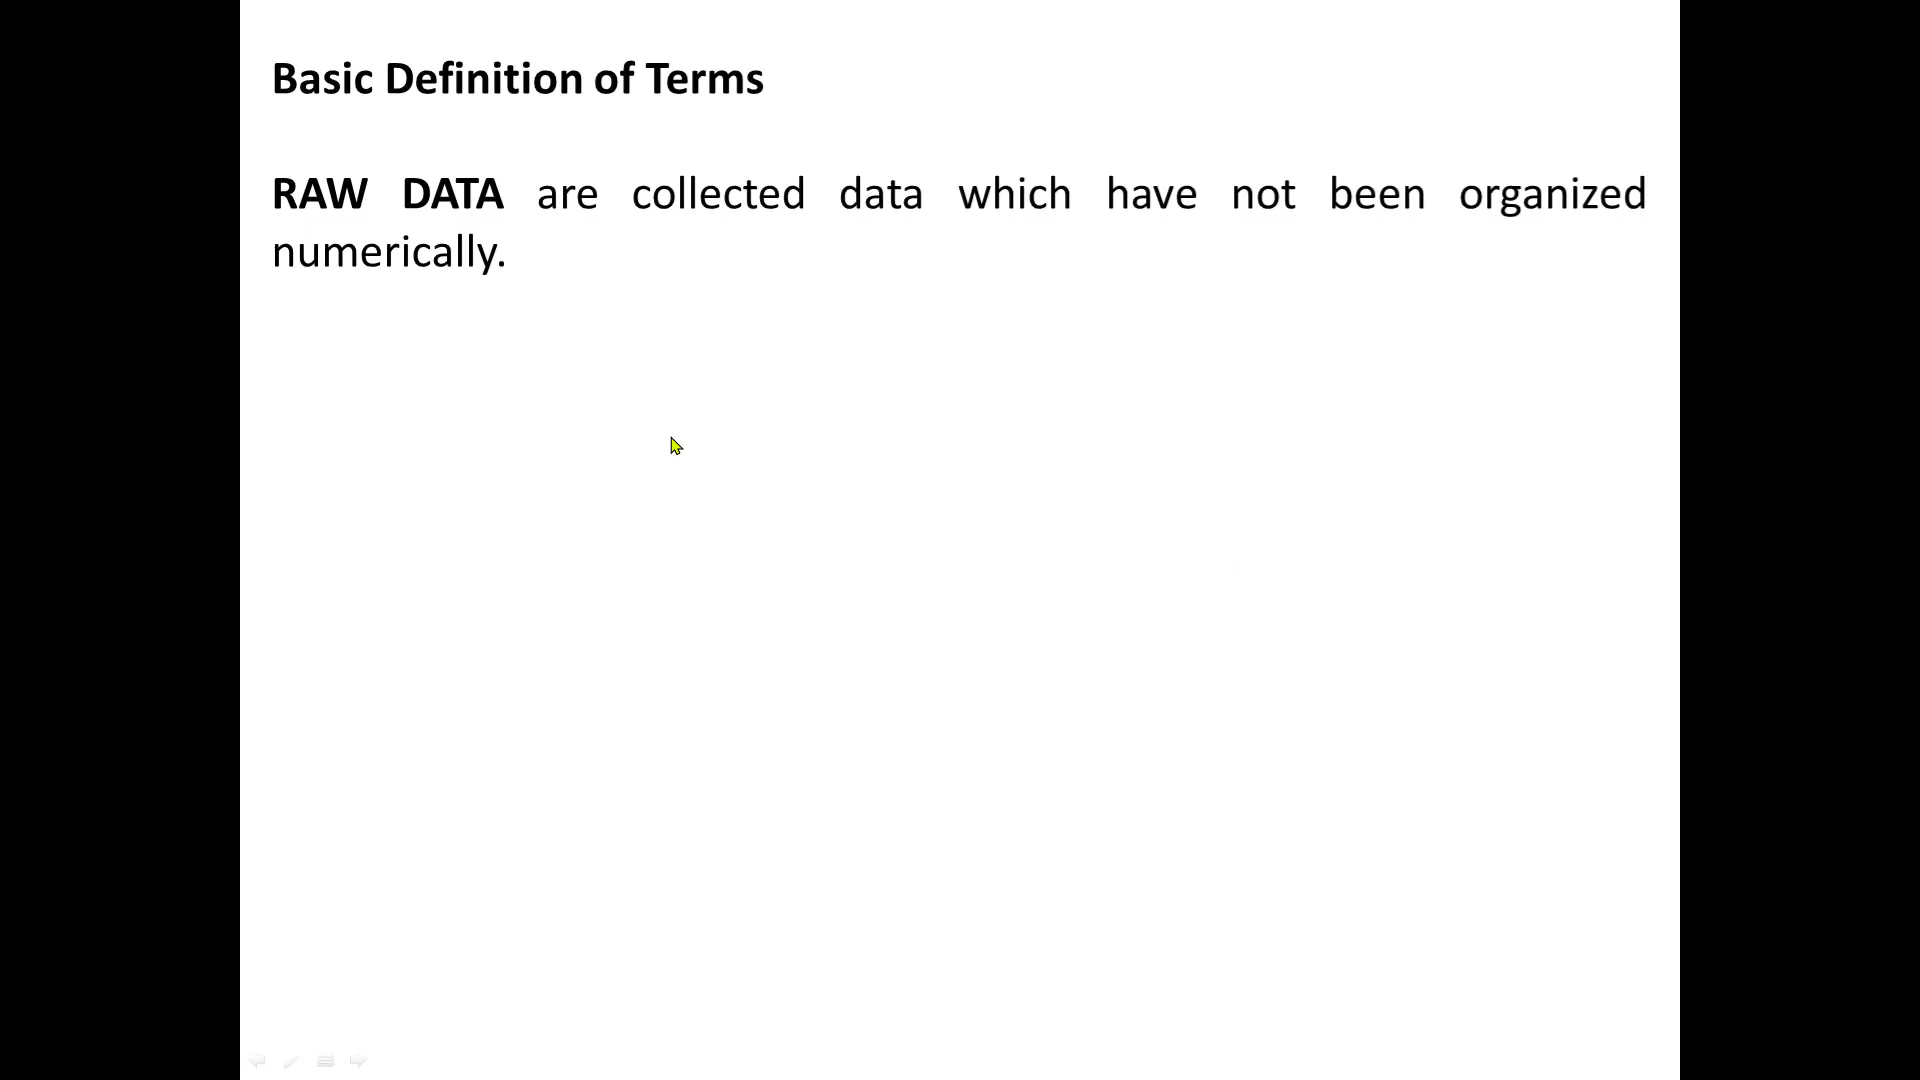 Basic Definition of Terms
RAW DATA are collected data which have not been organized
numerically.